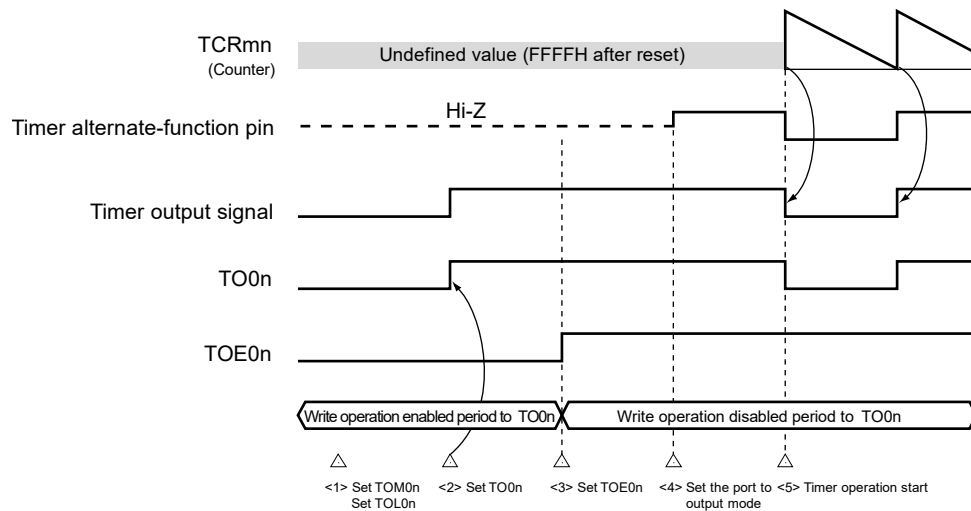 TCRmn
(Counter)
Undefined value (FFFFH after reset)
Hi-Z
Timer alternate-function pin
Timer output signal
TO0n
TOE0n
Write operation enabled period to TO0n
Write operation disabled period to TO0n
<1> Set TOM0n
Set TOL0n
<2> Set TO0n
<3> Set TOE0n
<4> Set the port to
output mode
<5> Timer operation start